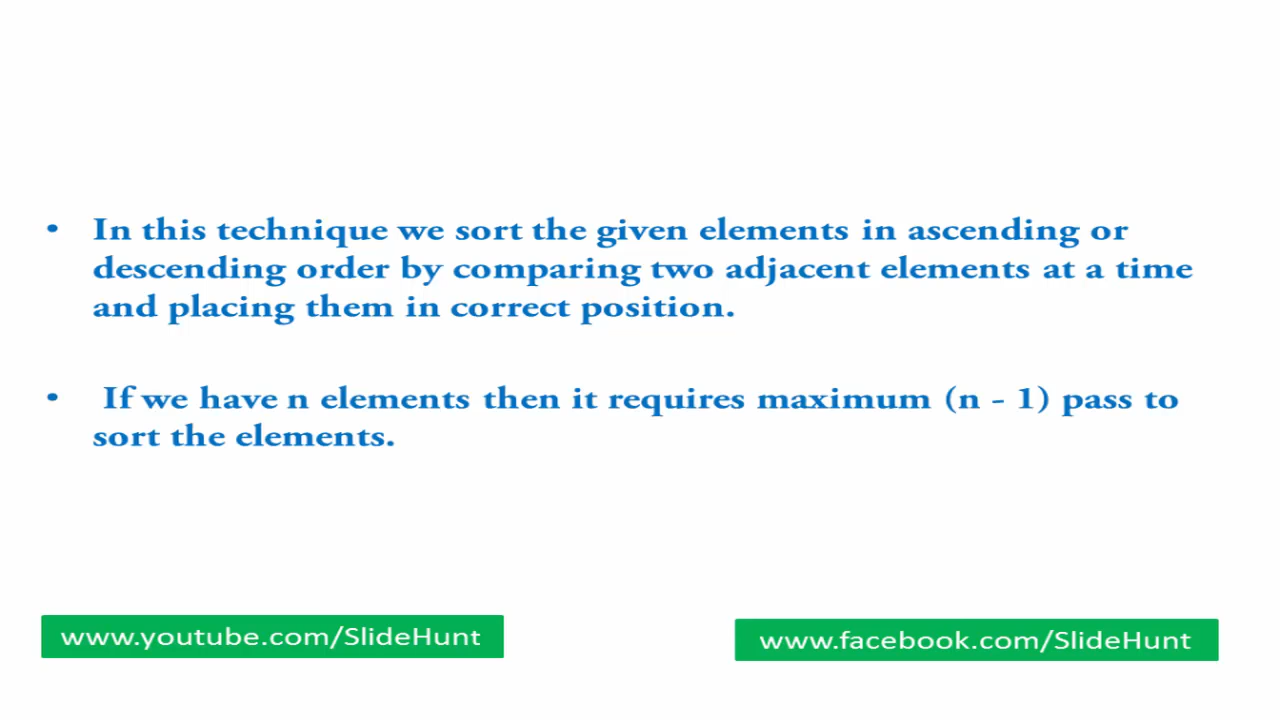 • In this technique we sort the given elements in ascending or
descending order by comparing two adjacent elements at a time
and placing them in correct position.
• If we have n elements then it requires maximum (n - 1) pass to
sort the elements.
www.youtube.com/SlideHunt
www.facebook.com/SlideHunt